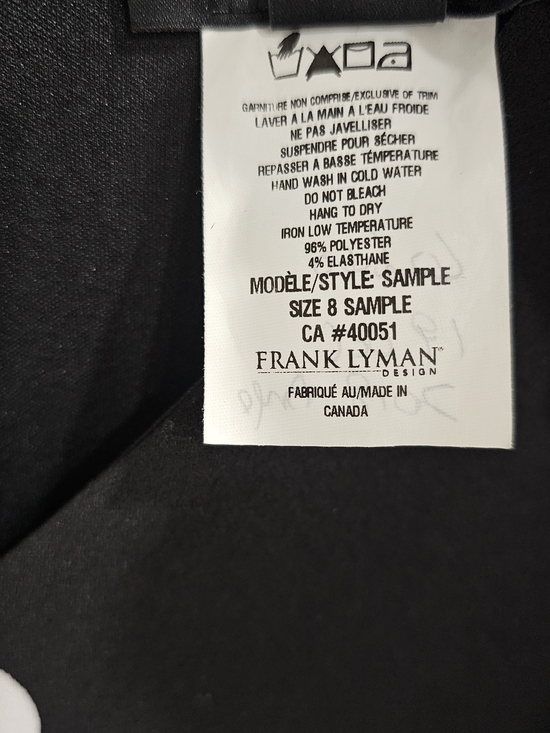 GARNITURE NON COMPRISE/EXCLUSIVE OF TRIM
LAVER A LA MAIN A L'EAU FROIDE
NE PAS JAVELLISER
SUSPENDRE POUR SÉCHER
REPASSER A BASSE TÉMPERATURE
HAND WASH IN COLD WATER
DO NOT BLEACH
HANG TO DRY
IRON LOW TEMPERATURE
96% POLYESTER
4% ELASTHANE
MODÈLE/STYLE: SAMPLE
SIZE 8 SAMPLE
CA #40051
FRANK LYMAN™
DESIGN
FABRIQUÉ AU/MADE IN
CANADA